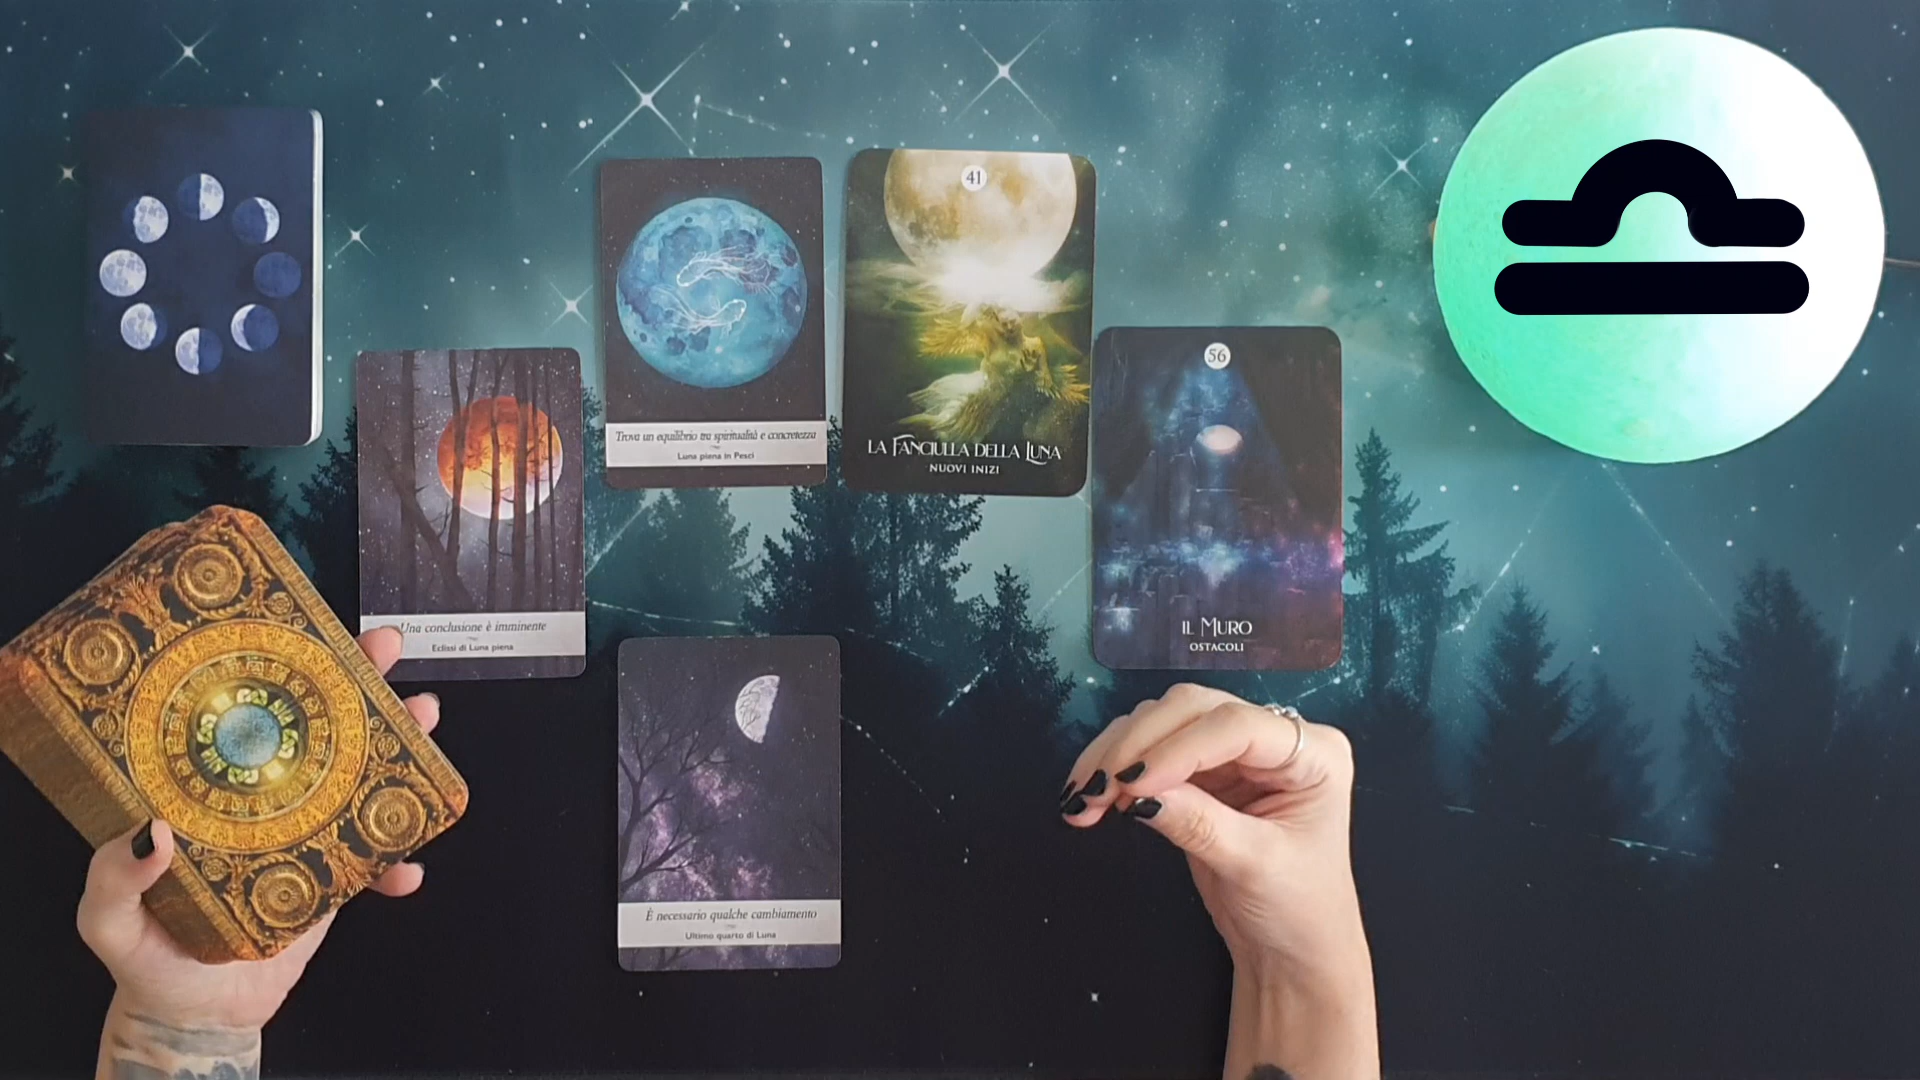 Una conclusione è imminente
Eclissi di Luna piena
Trova un equilibrio tra spiritualità e concretezza
Luna piena in Pesci
41
LA FANCIULLA DELLA LUNA
NUOVI INIZI
56
IL MURO
OSTACOLI
È necessario qualche cambiamento
Ultimo quarto di Luna